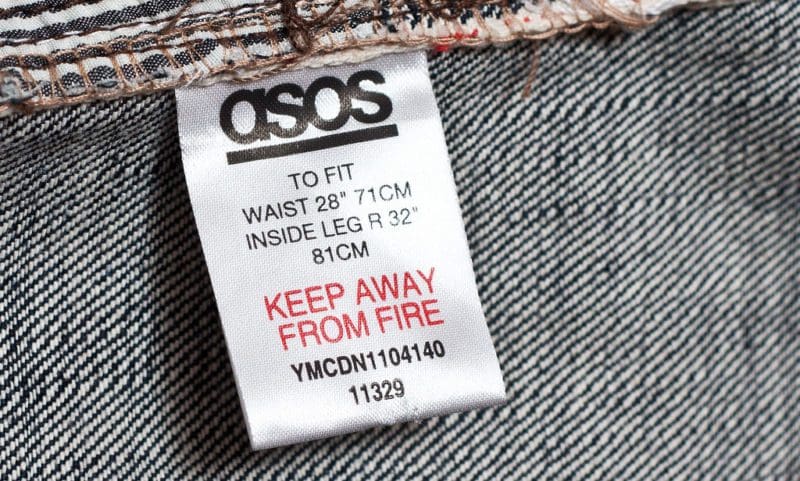 asos
TO FIT
WAIST 28" 71CM
INSIDE LEG R 32"
81CM
KEEP AWAY
FROM FIRE
YMCDN1104140
11329